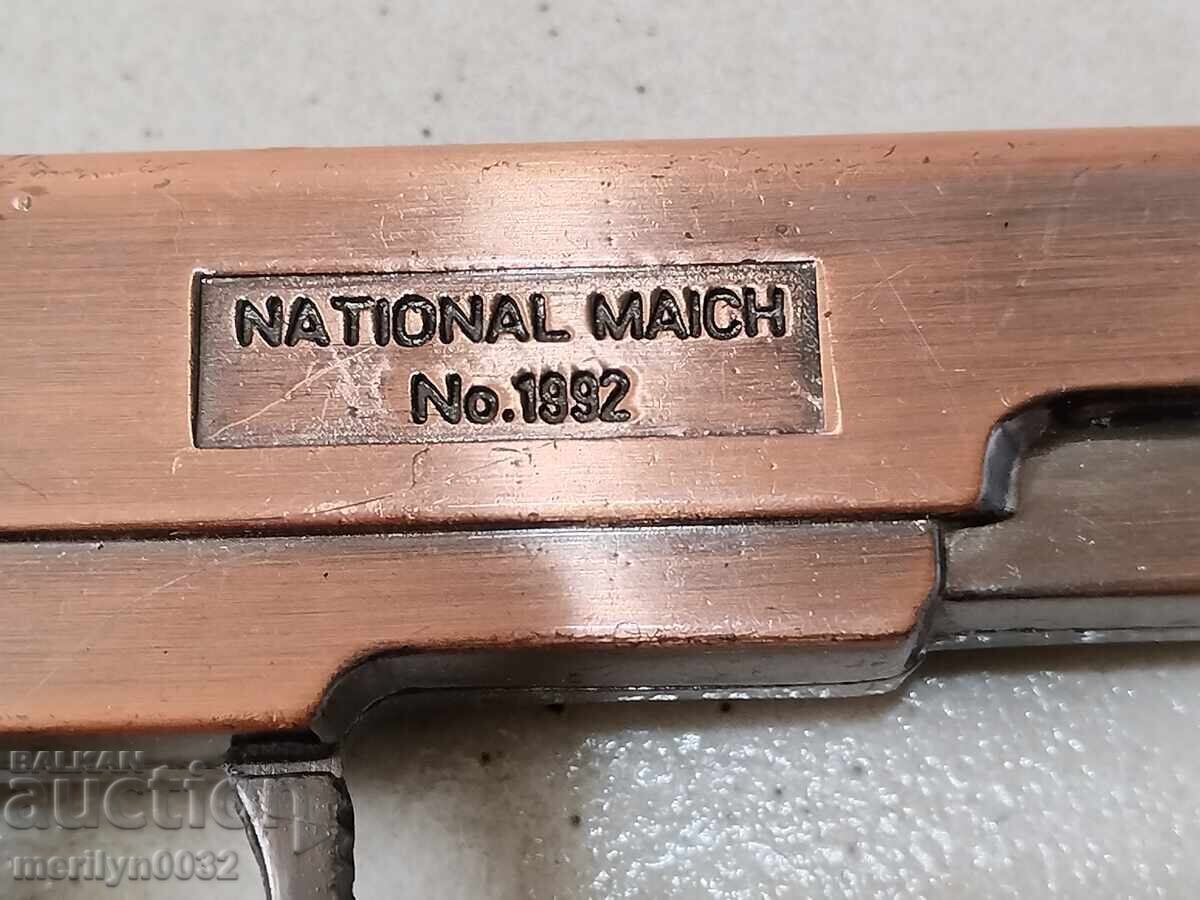 NATIONAL MAICH
No.1992
BALKAN
auction
merilyn0032